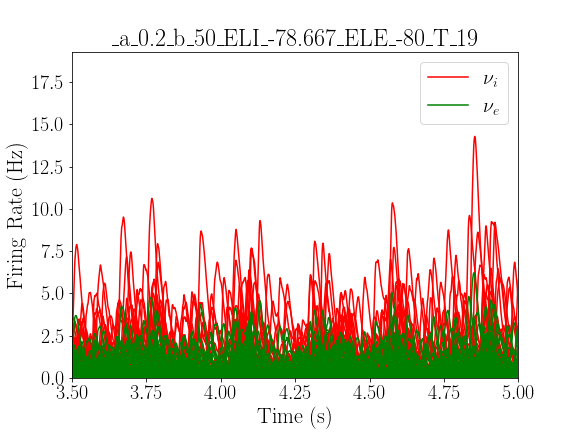 _a_0.2_b_50_ELI_-78.667_ELE_-80_T_19
17.5
15.0
12.5
10.0
7.5
5.0
2.5
0.0
Firing Rate (Hz)
ν_i
ν_e
3.50 3.75 4.00 4.25 4.50 4.75 5.00
Time (s)